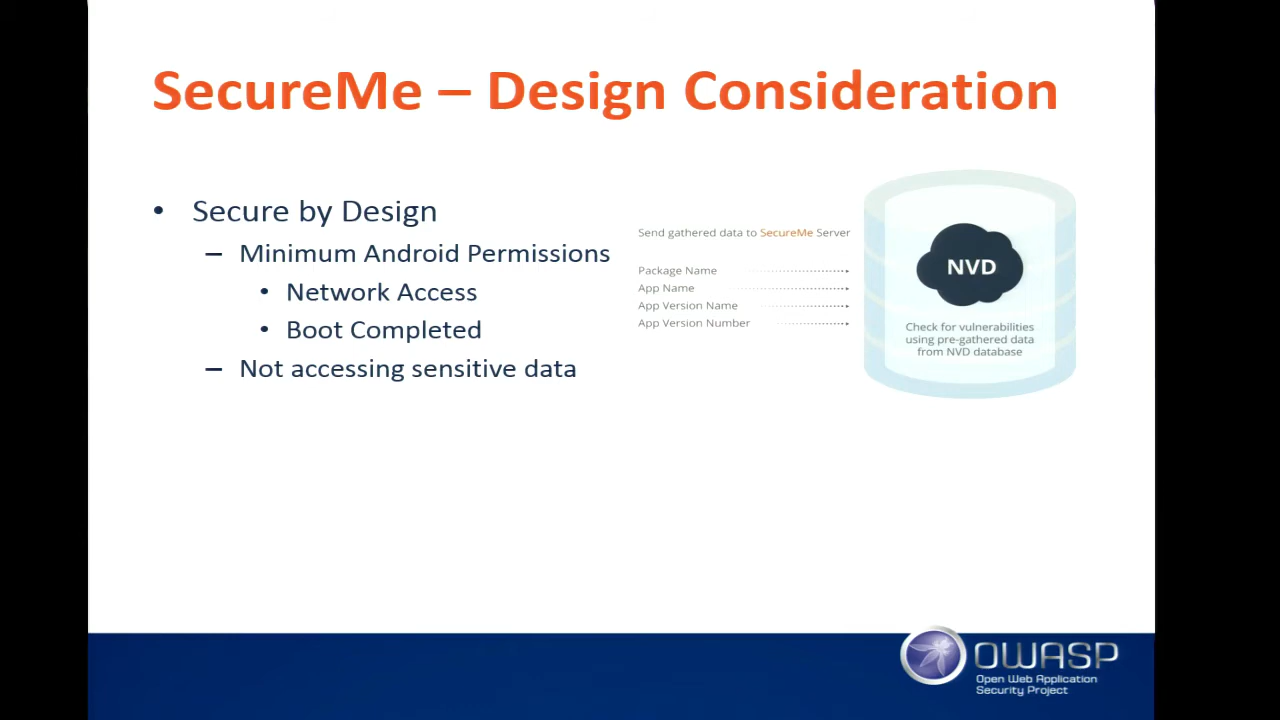 SecureMe – Design Consideration
• Secure by Design
– Minimum Android Permissions
• Network Access
• Boot Completed
– Not accessing sensitive data
Send gathered data to SecureMe Server
Package Name
App Name
App Version Name
App Version Number
NVD
Check for vulnerabilities
using pre-gathered data
from NVD database
OWASP
Open Web Application
Security Project